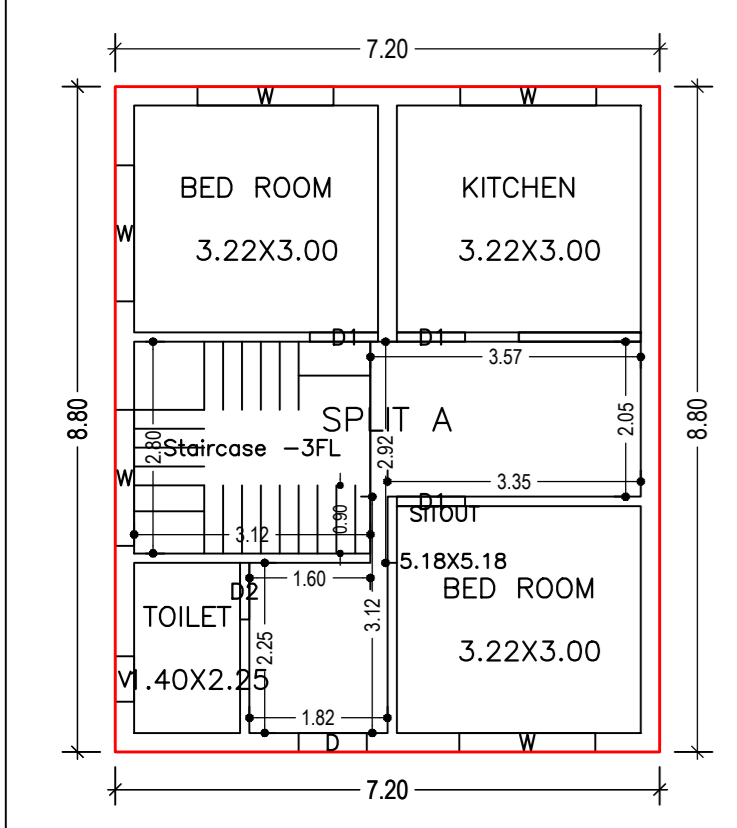 7.20
W
W
BED ROOM
KITCHEN
3.22X3.00
3.22X3.00
W
D1
D1
3.57
8.80
8.80
SPLIT A
2.05
2.80
Staircase -3FL
2.92
W
3.35
D1
SITOUT
0.90
3.12
5.18X5.18
1.60
D2
BED ROOM
TOILET
3.12
2.25
3.22X3.00
V
1.40X2.25
1.82
D
W
7.20